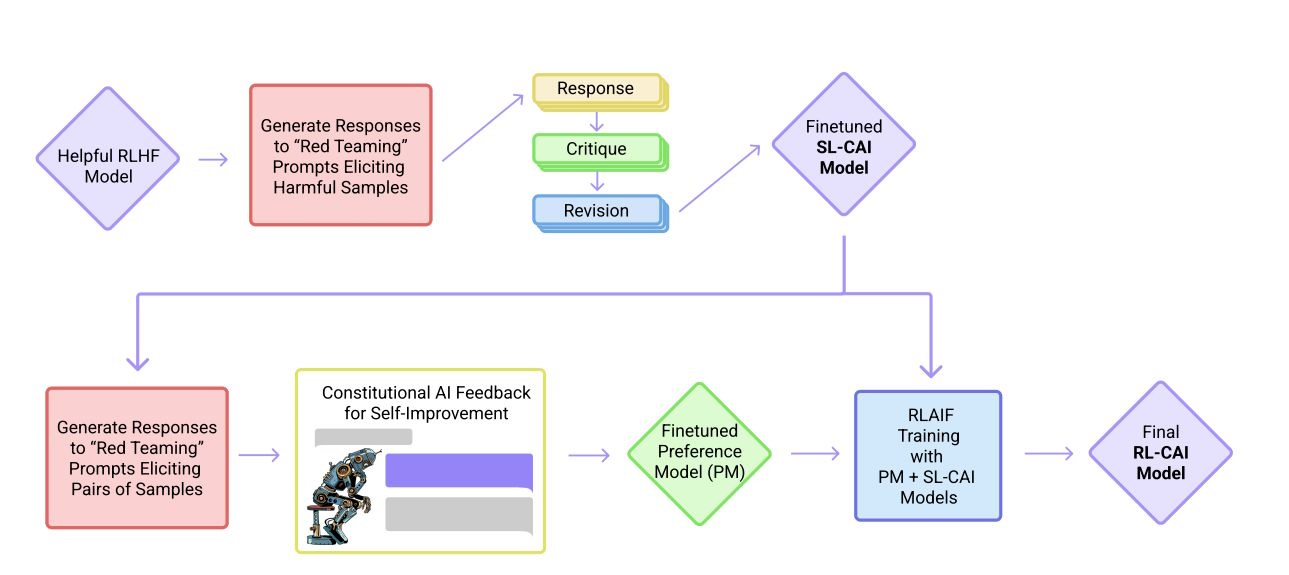 Helpful RLHF
Model
Generate Responses
to “Red Teaming”
Prompts Eliciting
Harmful Samples
Response
Critique
Revision
Finetuned
SL-CAI
Model
Generate Responses
to “Red Teaming”
Prompts Eliciting
Pairs of Samples
Constitutional AI Feedback
for Self-Improvement
Finetuned
Preference
Model (PM)
RLAIF
Training
with
PM + SL-CAI
Models
Final
RL-CAI
Model